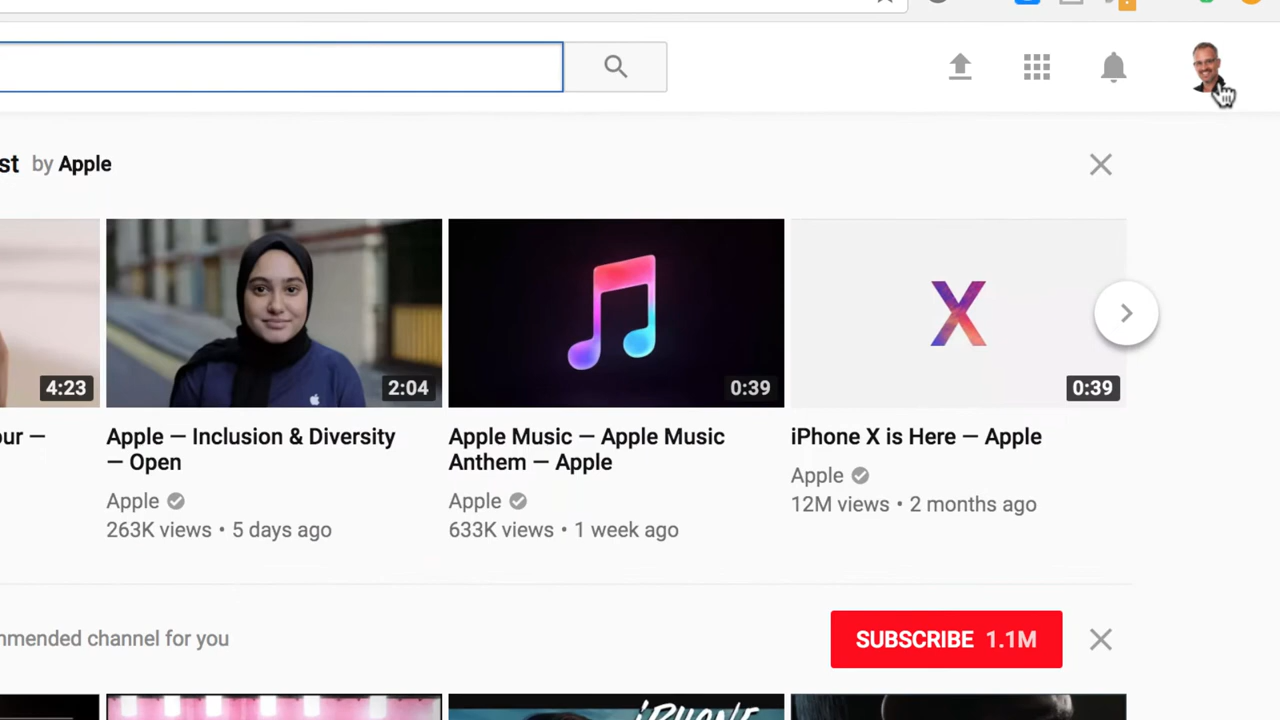 st by Apple
4:23
2:04
0:39
X
0:39
our —
Apple — Inclusion & Diversity
— Open
Apple
263K views • 5 days ago
Apple Music — Apple Music
Anthem — Apple
Apple
633K views • 1 week ago
iPhone X is Here — Apple
Apple
12M views • 2 months ago
mmended channel for you
SUBSCRIBE 1.1M
iPHONE